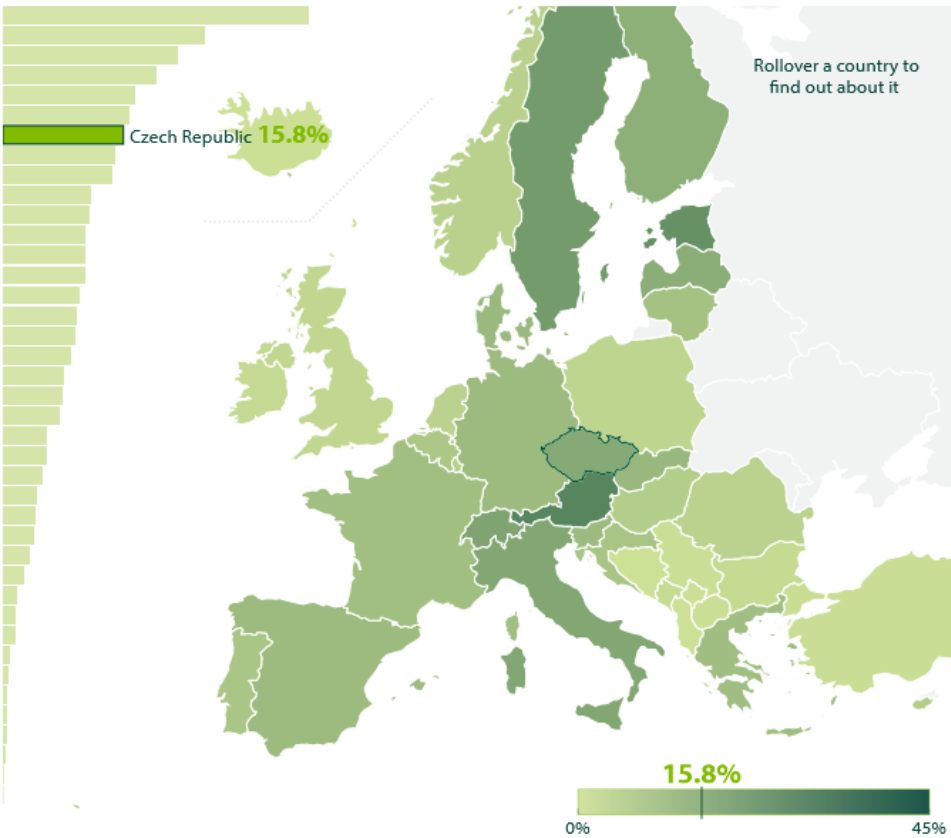 Rollover a country to
find out about it
Czech Republic 15.8%
15.8%
0%
45%